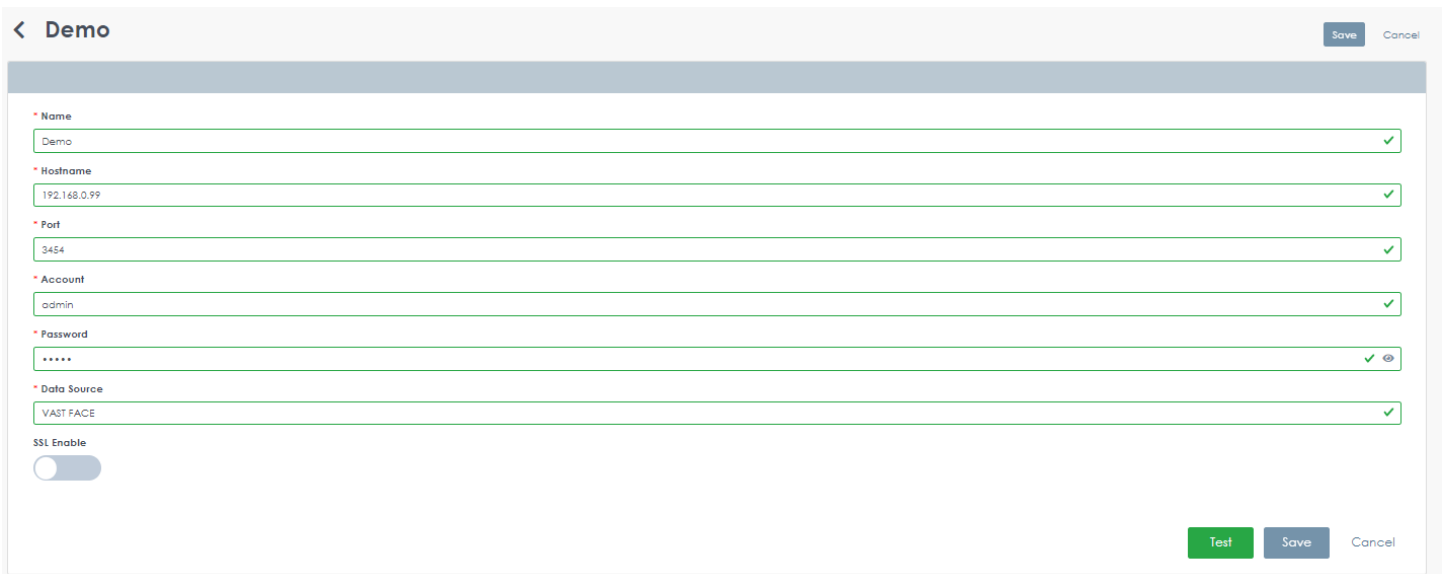 Demo
Save Cancel
* Name
Demo
* Hostname
192.168.0.99
* Port
3454
* Account
admin
* Password
•••••
* Data Source
VAST FACE
SSL Enable
Test Save Cancel